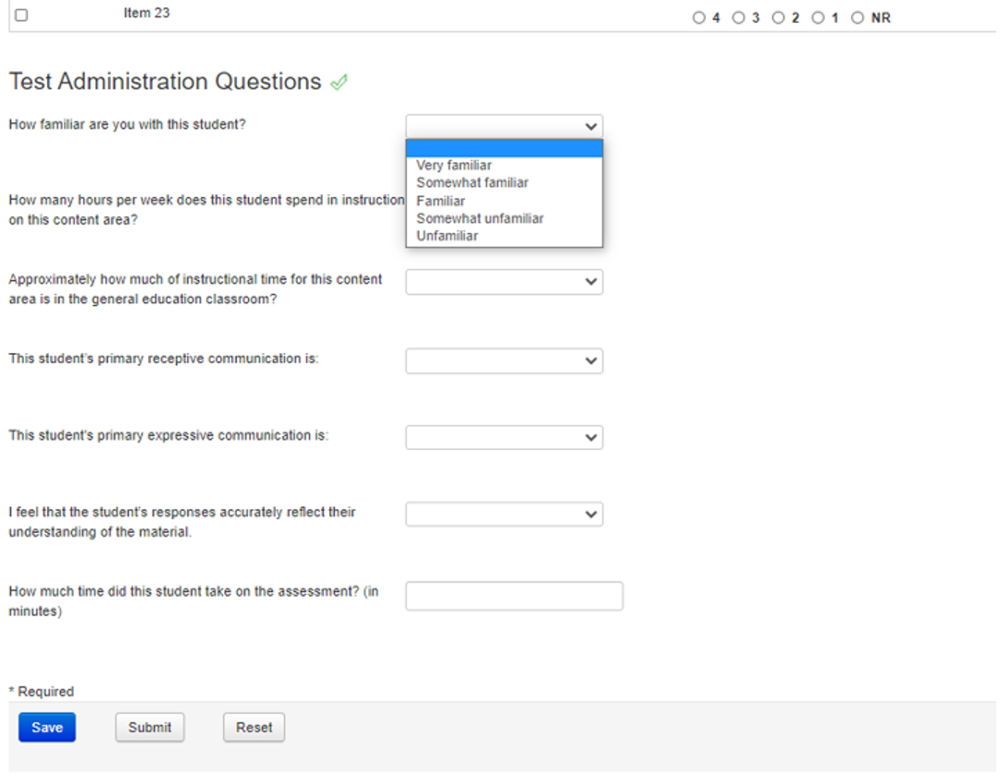 Item 23
4 3 2 1 NR
Test Administration Questions
How familiar are you with this student?
Very familiar
Somewhat familiar
Familiar
Somewhat unfamiliar
Unfamiliar
How many hours per week does this student spend in instruction
on this content area?
Approximately how much of instructional time for this content
area is in the general education classroom?
This student's primary receptive communication is:
This student's primary expressive communication is:
I feel that the student's responses accurately reflect their
understanding of the material.
How much time did this student take on the assessment? (in
minutes)
* Required
Save Submit Reset